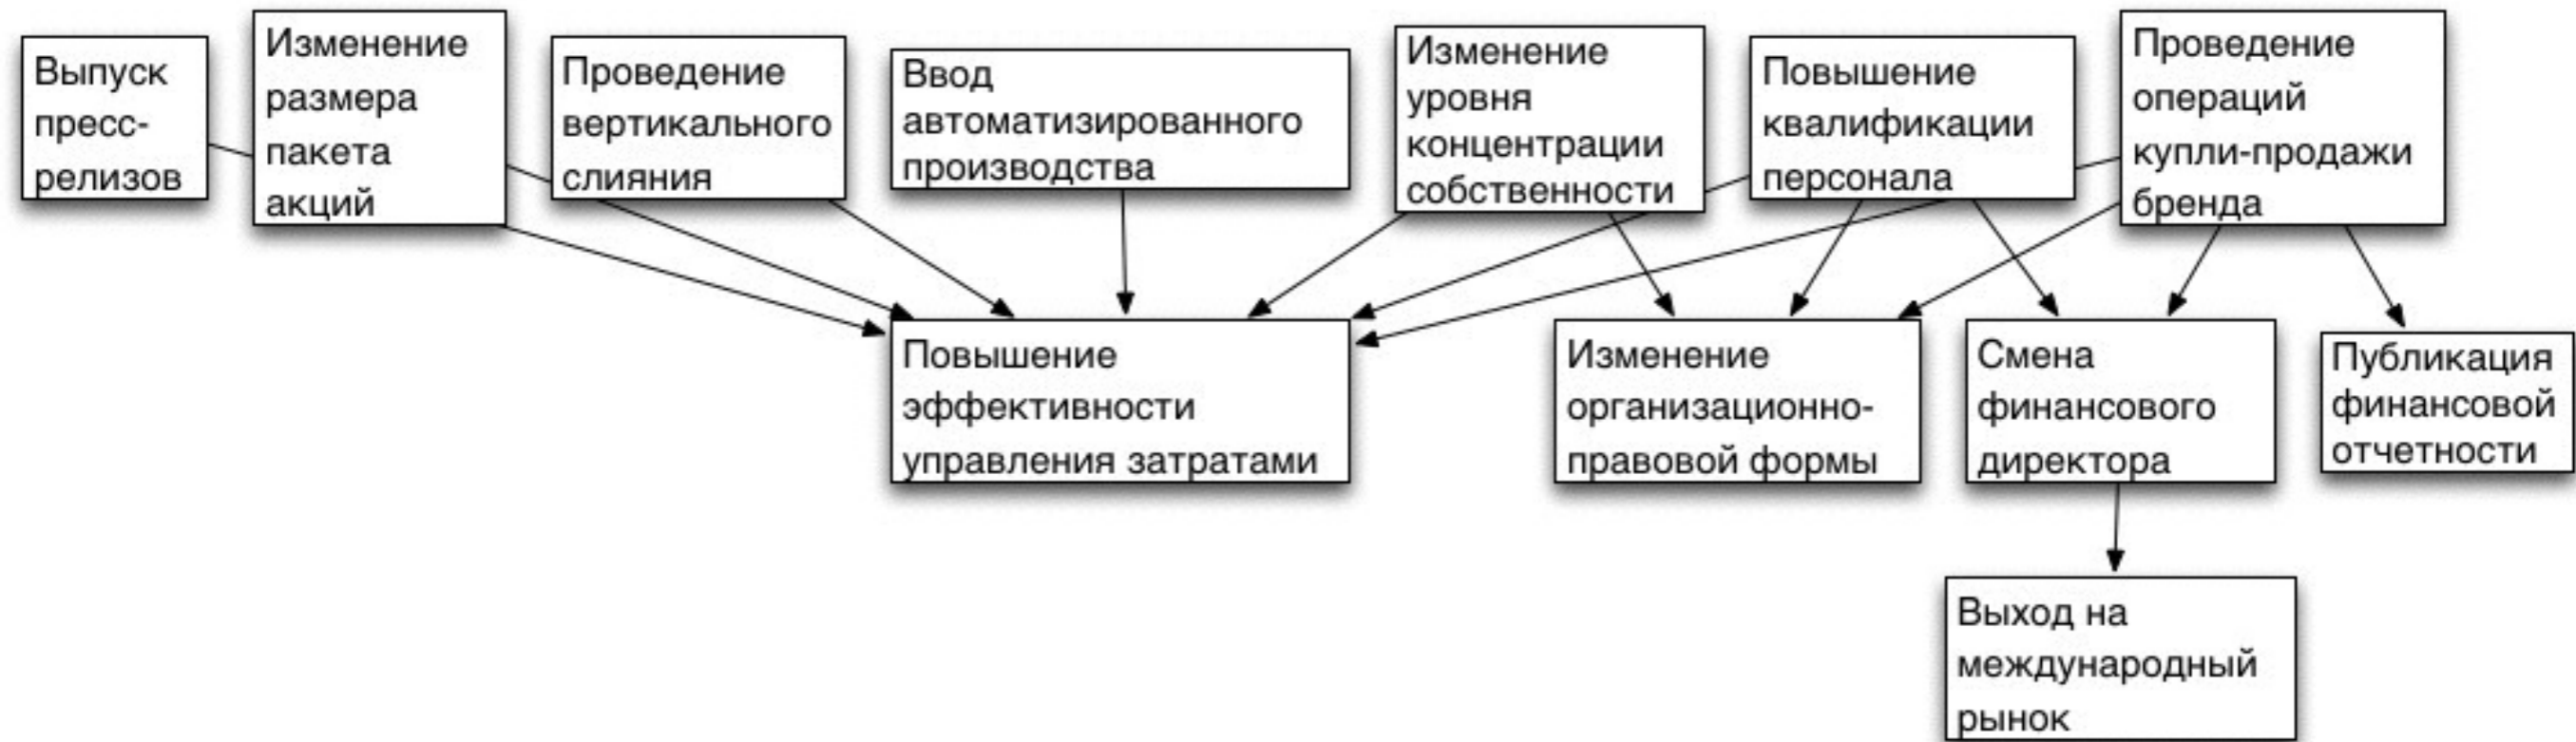 Выпуск
пресс-
релизов
Изменение
размера
пакета
акций
Проведение
вертикального
слияния
Ввод
автоматизированного
производства
Изменение
уровня
концентрации
собственности
Повышение
квалификации
персонала
Проведение
операций
купли-продажи
бренда
Повышение
эффективности
управления затратами
Изменение
организационно-
правовой формы
Смена
финансового
директора
Публикация
финансовой
отчетности
Выход на
международный
рынок